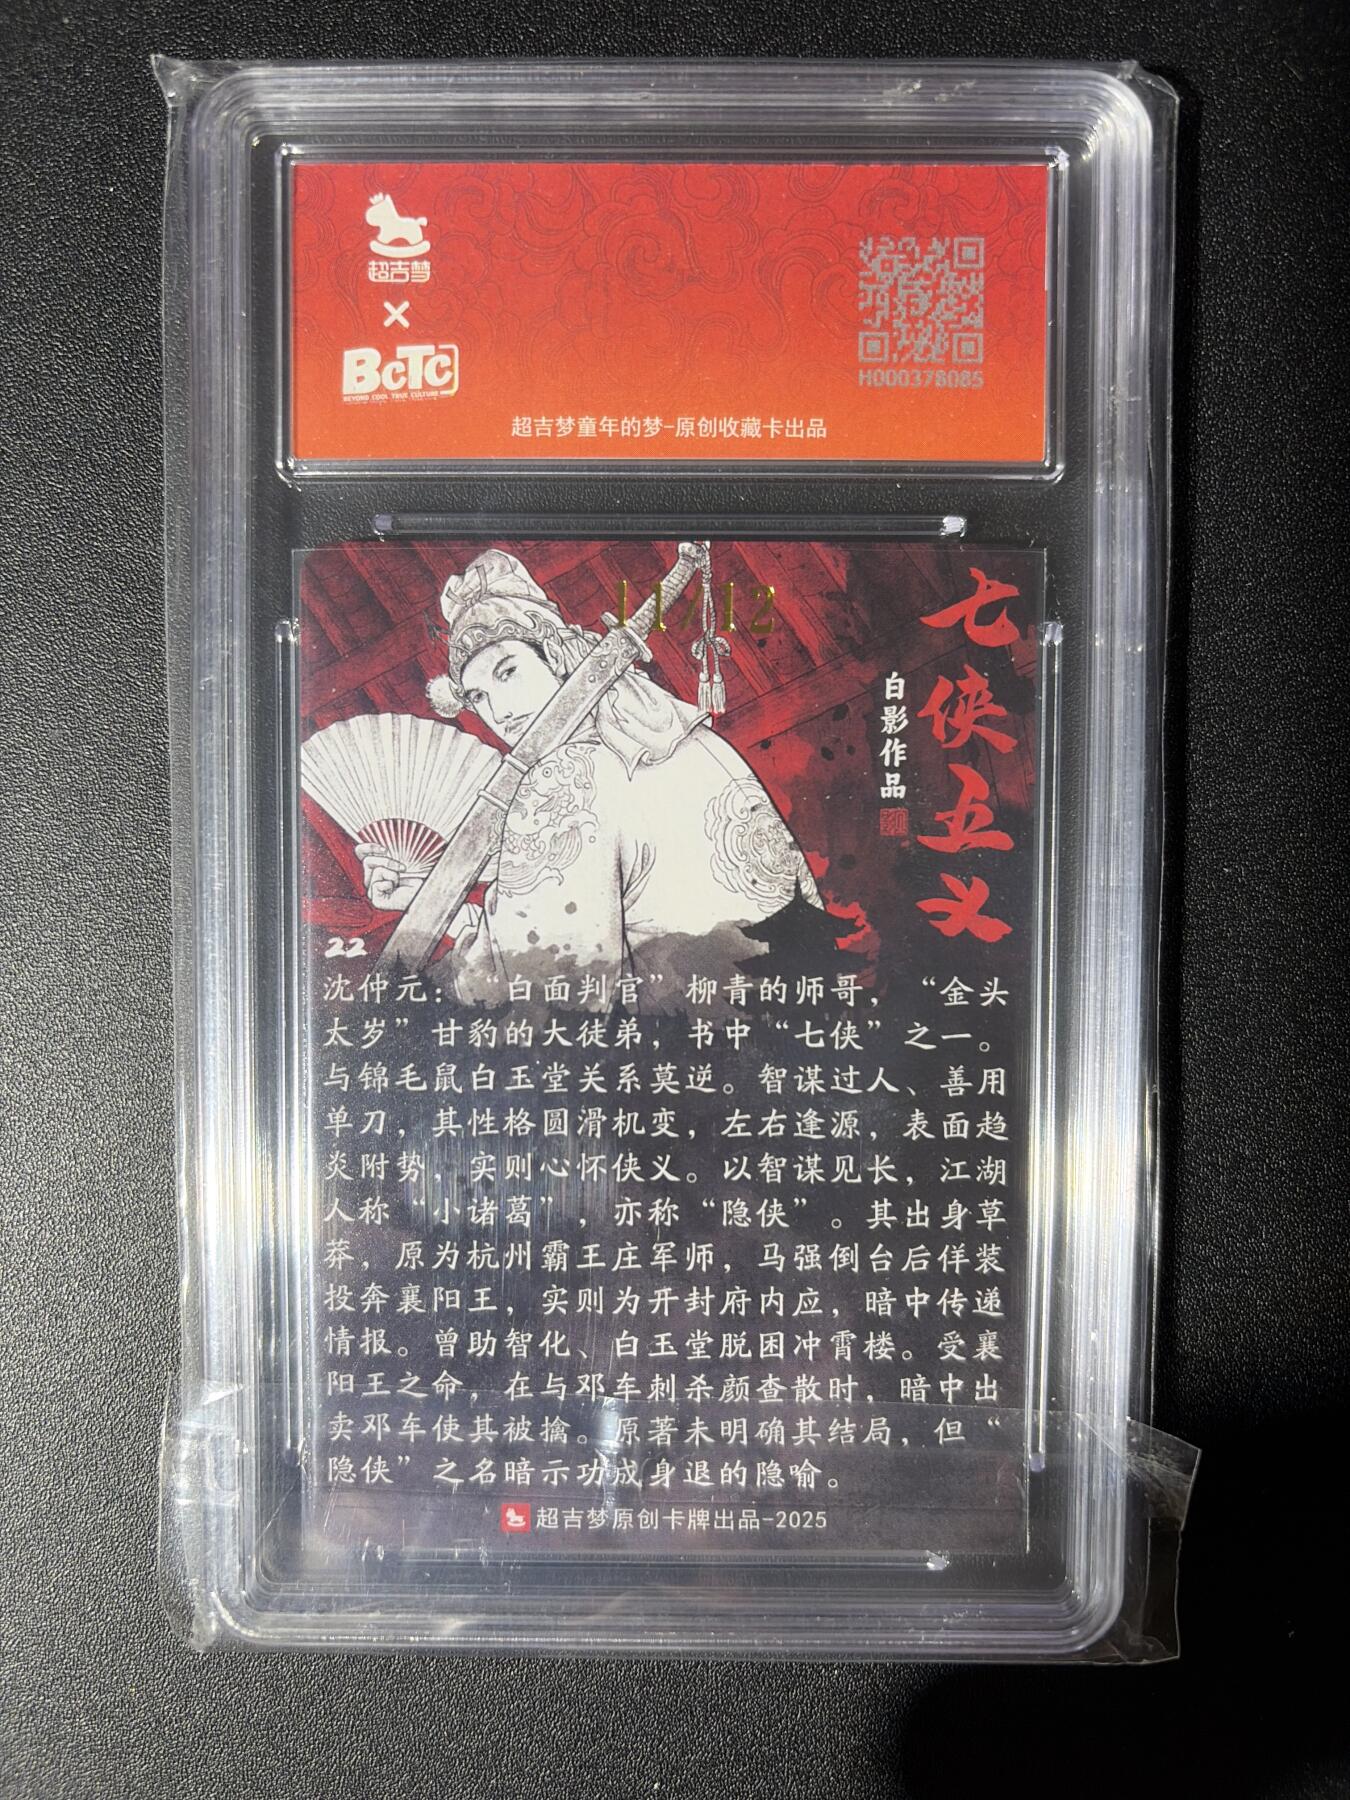 超吉梦
×
BCTC
BEYOND COOL TRUE CULTURE
H000378085
超吉梦童年的梦-原创收藏卡出品
11/12
七侠五义
白影作品
22
沈仲元：“白面判官”柳青的师哥，“金头
太岁”甘豹的大徒弟，书中“七侠”之一。
与锦毛鼠白玉堂关系莫逆。智谋过人、善用
单刀，其性格圆滑机变，左右逢源，表面趋
炎附势，实则心怀侠义。以智谋见长，江湖
人称“小诸葛”，亦称“隐侠”。其出身草
莽，原为杭州霸王庄军师，马强倒台后佯装
投奔襄阳王，实则为开封府内应，暗中传递
情报。曾助智化、白玉堂脱困冲霄楼。受襄
阳王之命，在与邓车刺杀颜查散时，暗中出
卖邓车使其被擒。原著未明确其结局，但“
隐侠”之名暗示功成身退的隐喻。
超吉梦原创卡牌出品-2025